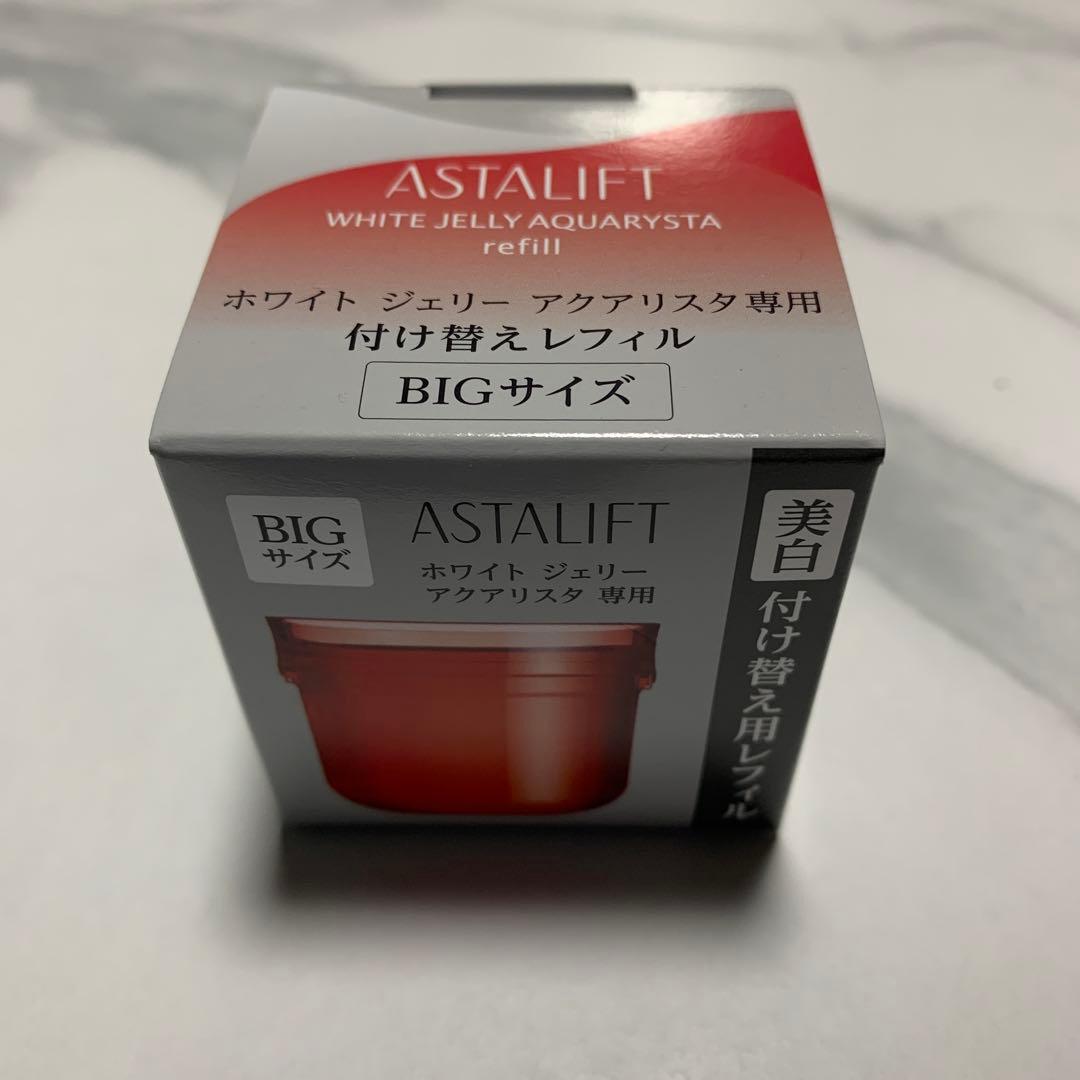 ASTALIFT
WHITE JELLY AQUARYSTA
refill
ホワイト ジェリー アクアリスタ専用
付け替えレフィル
BIGサイズ
BIG
サイズ
ASTALIFT
ホワイト ジェリー
アクアリスタ 専用
美白
付け替え用レフィル